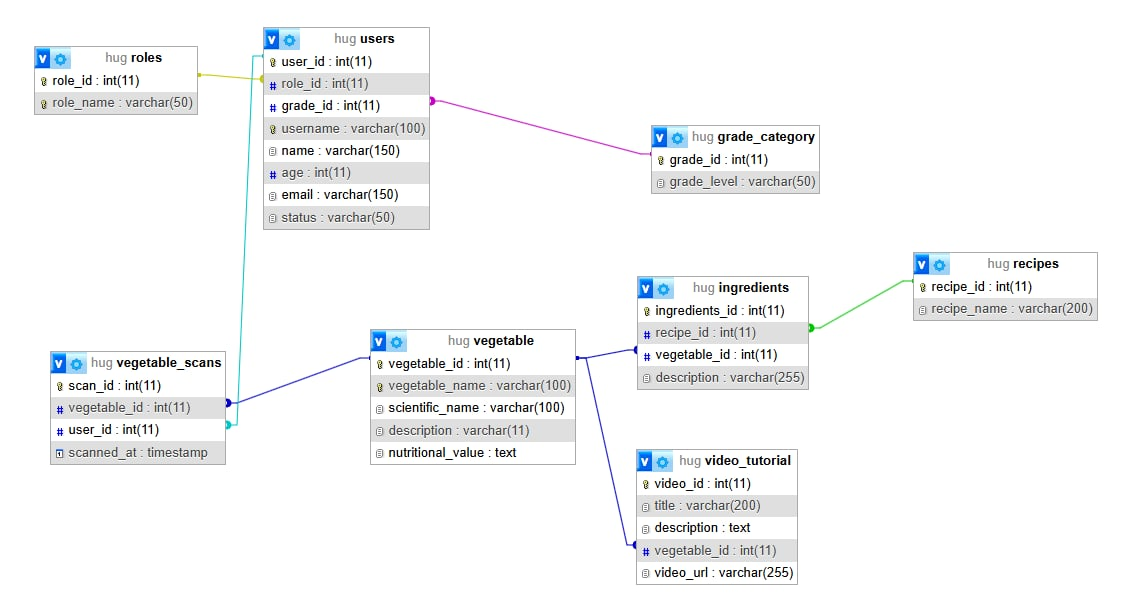 hug roles
role_id : int(11)
role_name : varchar(50)
hug users
user_id : int(11)
role_id : int(11)
grade_id : int(11)
username : varchar(100)
name : varchar(150)
age : int(11)
email : varchar(150)
status : varchar(50)
hug grade_category
grade_id : int(11)
grade_level : varchar(50)
hug recipes
recipe_id : int(11)
recipe_name : varchar(200)
hug ingredients
ingredients_id : int(11)
recipe_id : int(11)
vegetable_id : int(11)
description : varchar(255)
hug vegetable
vegetable_id : int(11)
vegetable_name : varchar(100)
scientific_name : varchar(100)
description : varchar(11)
nutritional_value : text
hug vegetable_scans
scan_id : int(11)
vegetable_id : int(11)
user_id : int(11)
scanned_at : timestamp
hug video_tutorial
video_id : int(11)
title : varchar(200)
description : text
vegetable_id : int(11)
video_url : varchar(255)